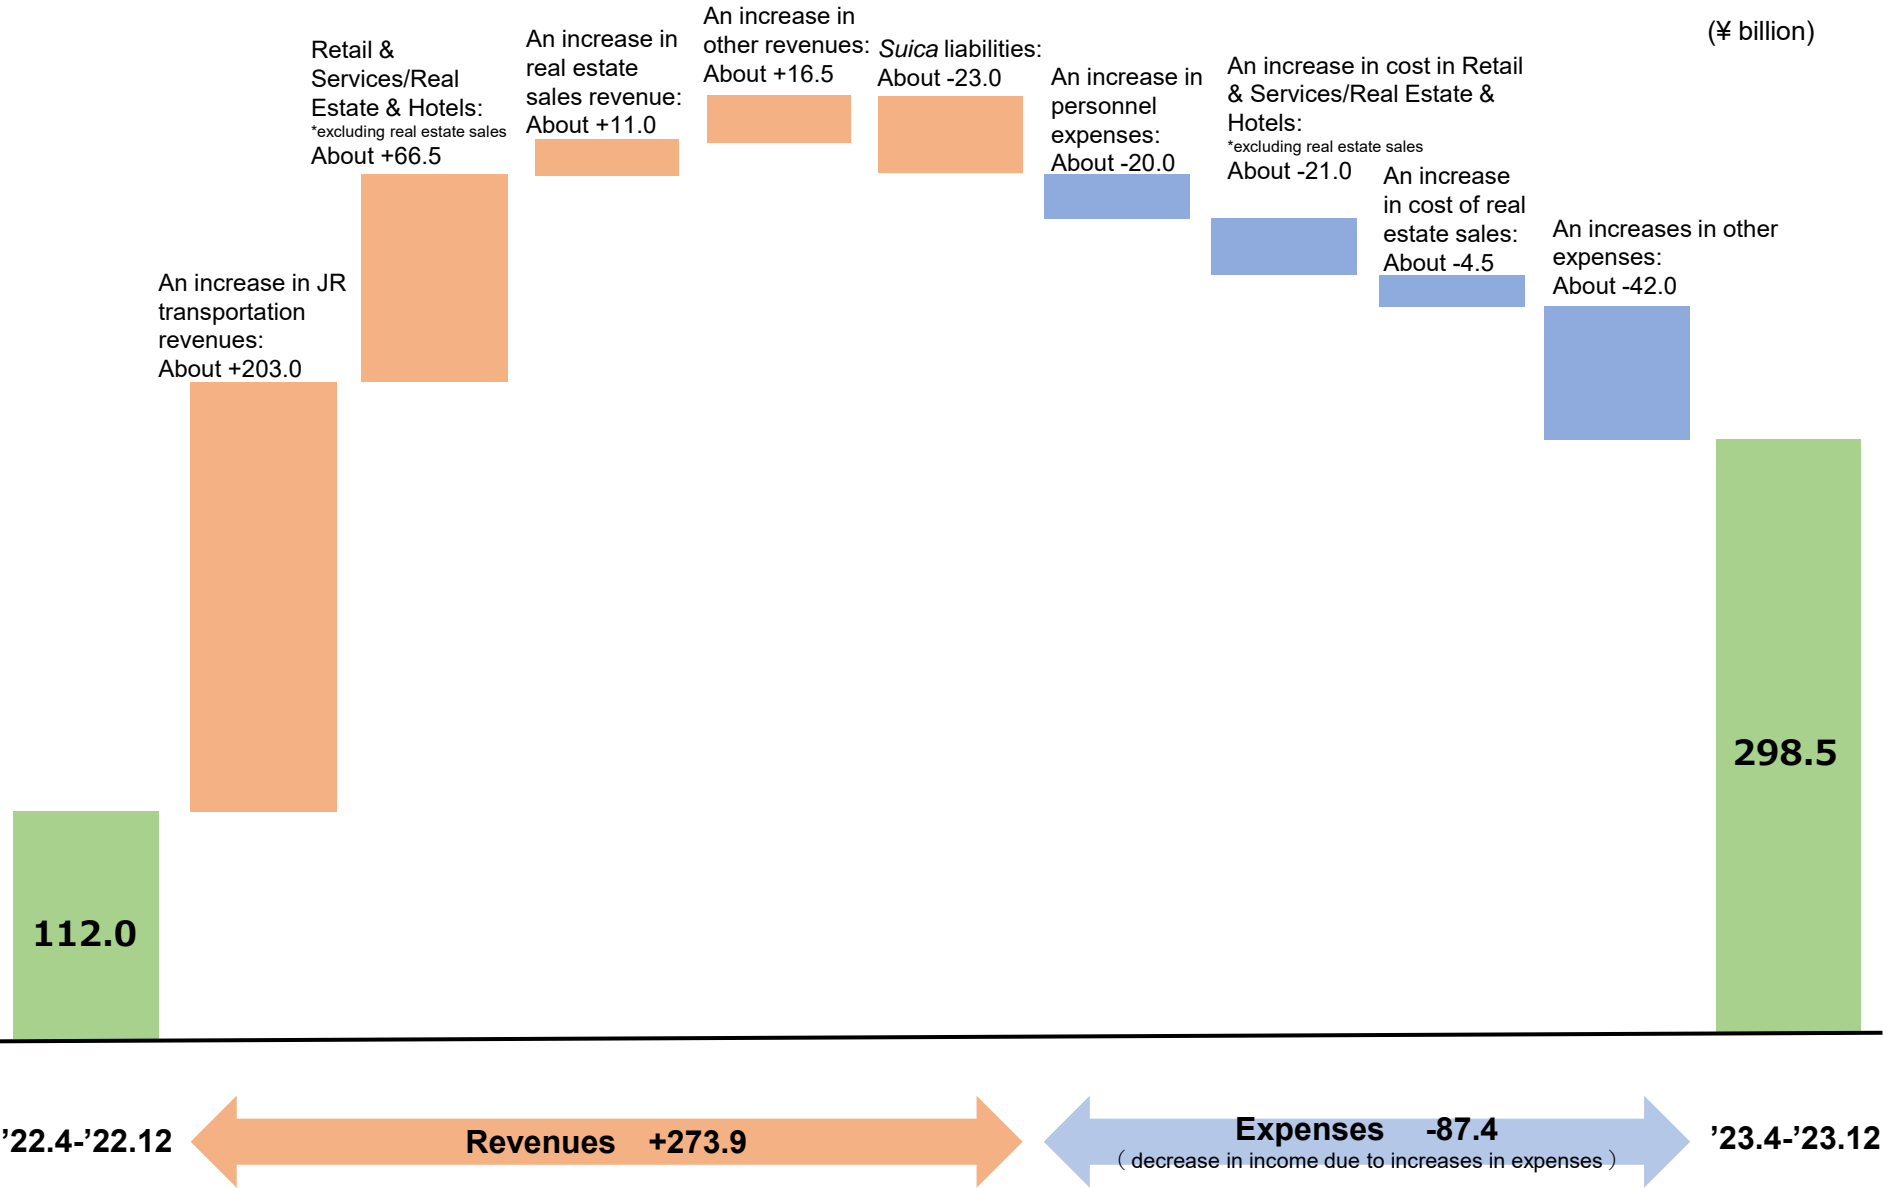 (¥ billion)
Retail &
Services/Real
Estate & Hotels:
*excluding real estate sales
About +66.5
An increase in
real estate
sales revenue:
About +11.0
An increase in
other revenues:
About +16.5
Suica liabilities:
About -23.0
An increase in
personnel
expenses:
About -20.0
An increase in cost in Retail
& Services/Real Estate &
Hotels:
*excluding real estate sales
About -21.0
An increase
in cost of real
estate sales:
About -4.5
An increases in other
expenses:
About -42.0
An increase in JR
transportation
revenues:
About +203.0
112.0
298.5
’22.4-’22.12
Revenues +273.9
Expenses -87.4
（ decrease in income due to increases in expenses ）
’23.4-’23.12